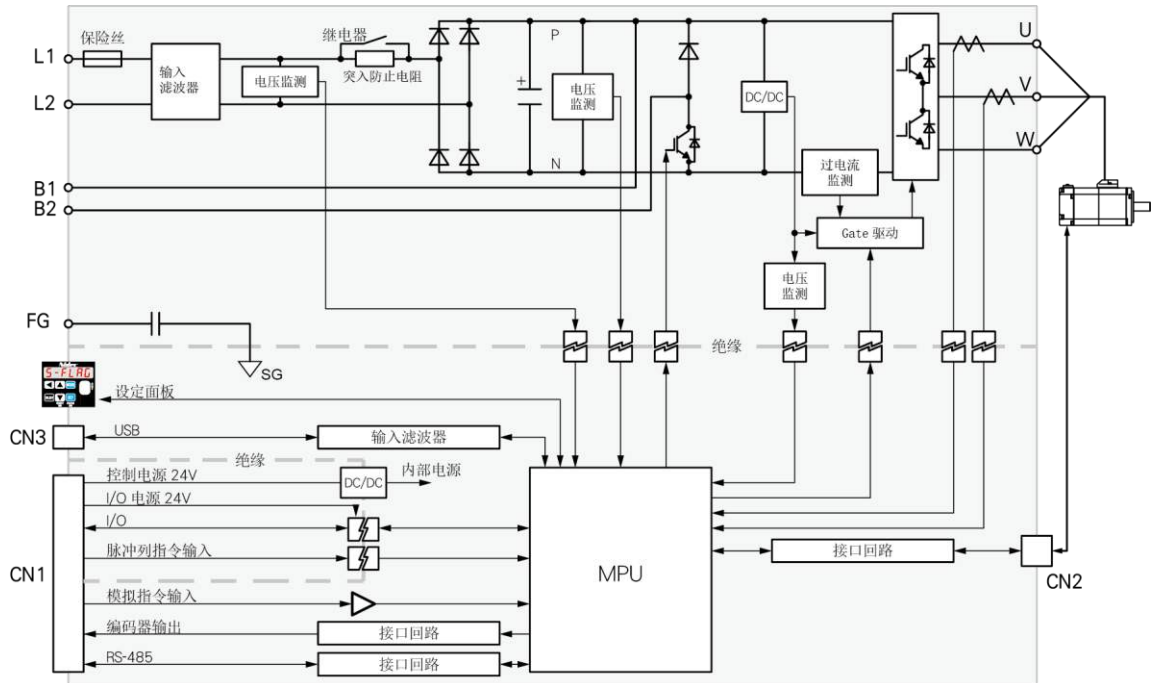 L1
保险丝
输入
滤波器
继电器
突入防止电阻
电压监测
L2
P
+
电压
监测
N
DC/DC
过电流
监测
Gate 驱动
电压
监测
U
V
W
B1
B2
FG
SG
绝缘
S-FLAG
设定面板
CN3
USB
输入滤波器
绝缘
控制电源 24V
DC/DC
内部电源
I/O 电源 24V
I/O
脉冲列指令输入
CN1
模拟指令输入
编码器输出
接口回路
RS-485
接口回路
MPU
接口回路
CN2